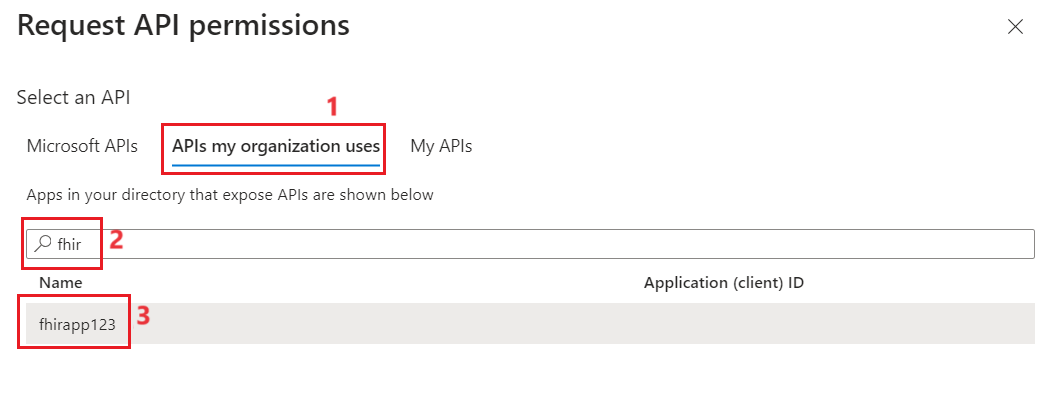 Request API permissions
Select an API
1
Microsoft APIs APIs my organization uses My APIs
Apps in your directory that expose APIs are shown below
fhir 2
Name Application (client) ID
fhirapp123 3